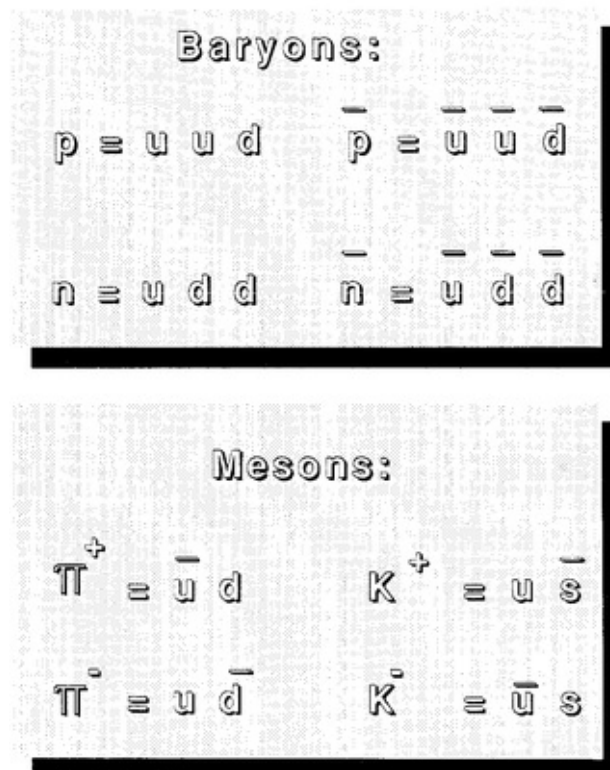 Baryons:
p = u u d    p̅ = u̅ u̅ d̅
n = u d d    n̅ = u̅ d̅ d̅
Mesons:
π⁺ = u̅ d    K⁺ = u s̅
π⁻ = u d̅    K⁻ = u̅ s